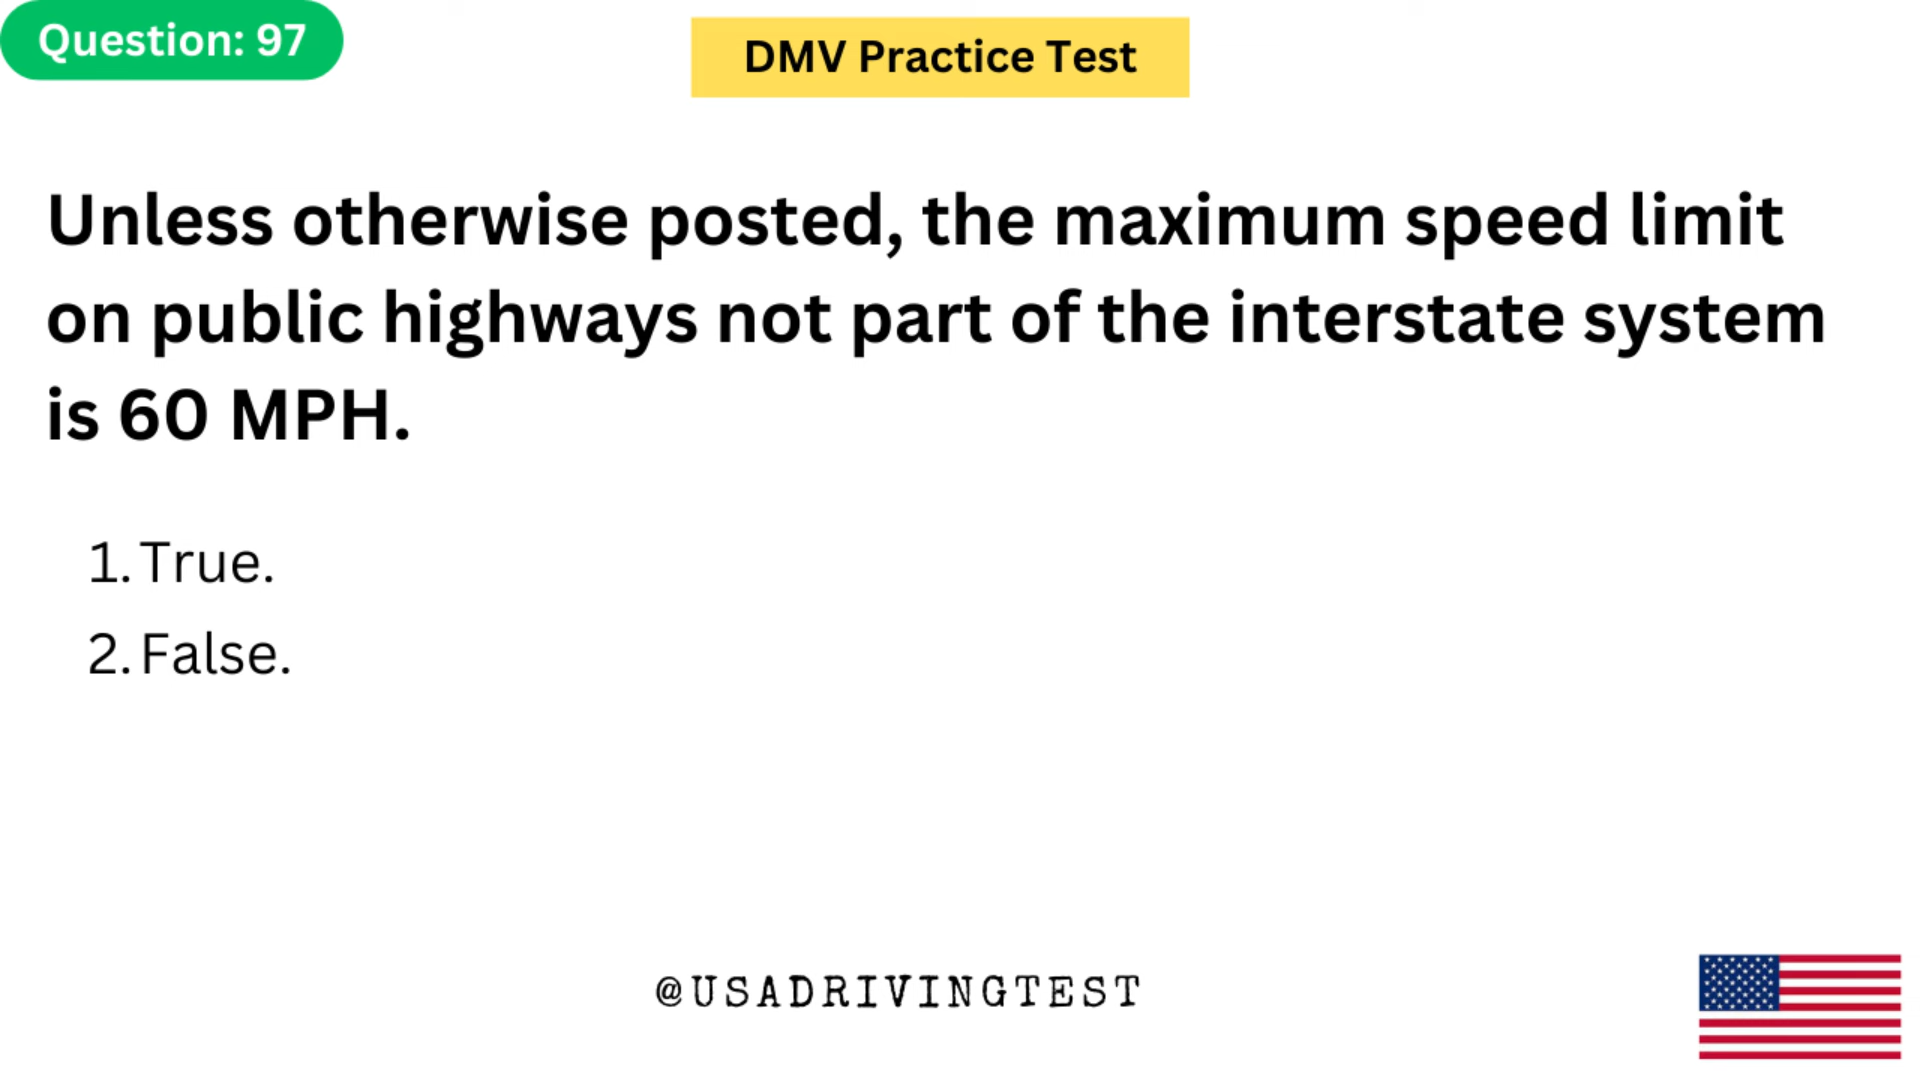 Question: 97
DMV Practice Test
Unless otherwise posted, the maximum speed limit
on public highways not part of the interstate system
is 60 MPH.
1. True.
2. False.
@USADRIVINGTEST